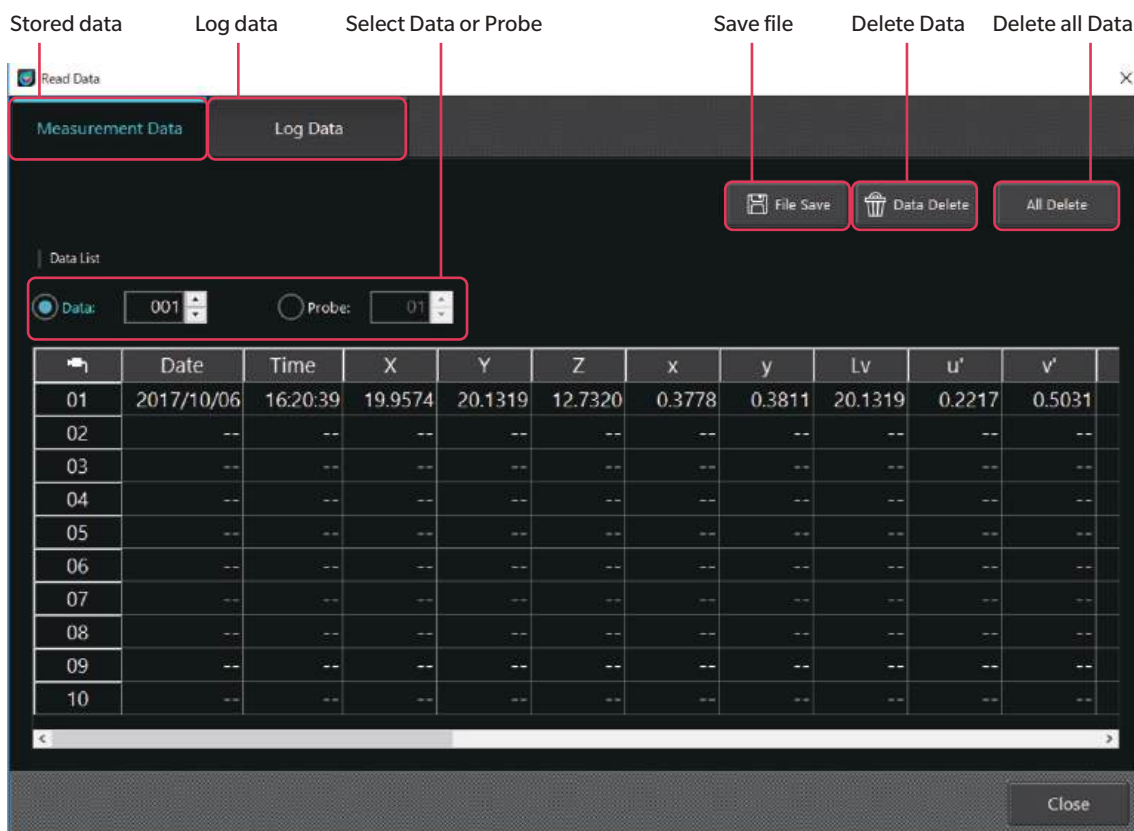 Stored data Log data Select Data or Probe Save file Delete Data Delete all Data
Read Data
Measurement Data Log Data
File Save Data Delete All Delete
Data List
Data: 001 Probe: 01
Date Time X Y Z x y Lv u' v'
01 2017/10/06 16:20:39 19.9574 20.1319 12.7320 0.3778 0.3811 20.1319 0.2217 0.5031
02 -- -- -- -- -- -- -- -- -- --
03 -- -- -- -- -- -- -- -- -- --
04 -- -- -- -- -- -- -- -- -- --
05 -- -- -- -- -- -- -- -- -- --
06 -- -- -- -- -- -- -- -- -- --
07 -- -- -- -- -- -- -- -- -- --
08 -- -- -- -- -- -- -- -- -- --
09 -- -- -- -- -- -- -- -- -- --
10 -- -- -- -- -- -- -- -- -- --
Close